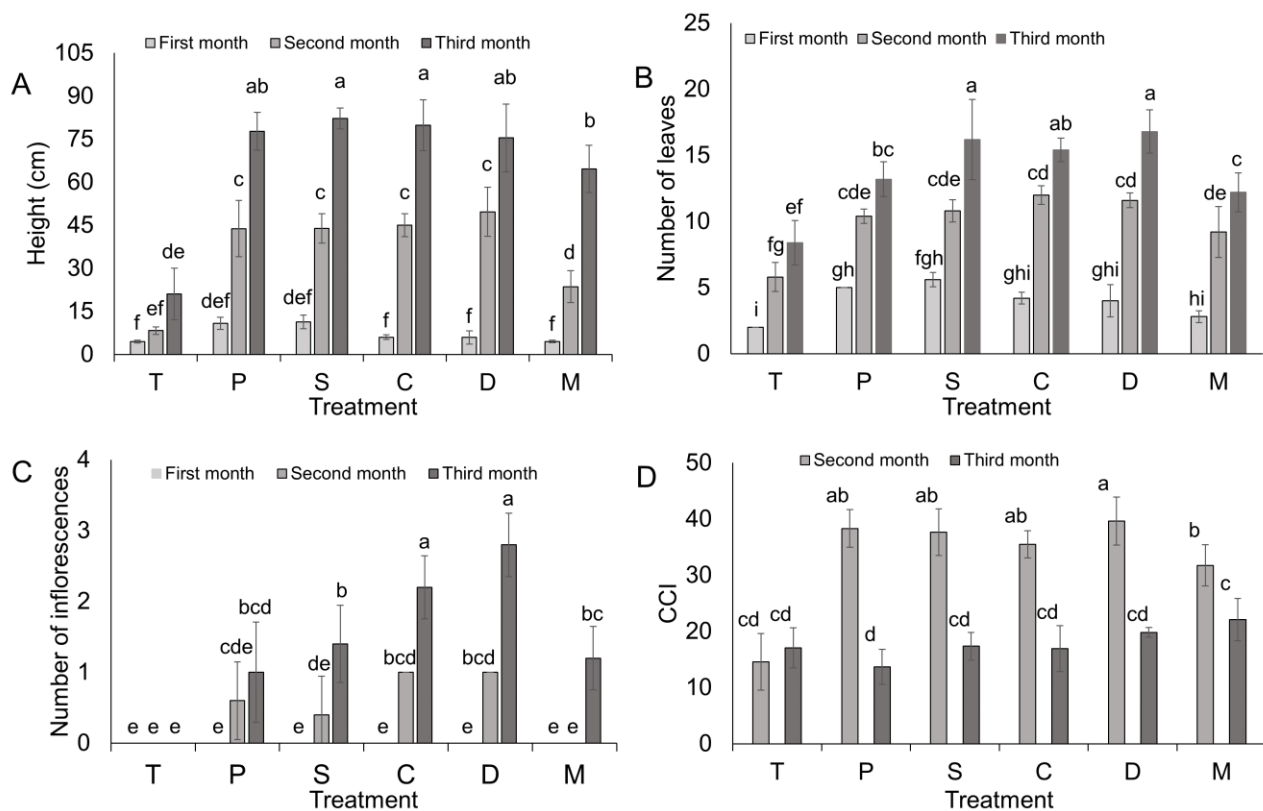 A
First month Second month Third month
Height (cm)
105
90
75
60
45
30
15
0
f ef de
def c ab
def c a
f c a
f c ab
f d b
T P S C D M
Treatment
B
First month Second month Third month
Number of leaves
25
20
15
10
5
0
i fg ef
gh cde bc
fgh cde a
ghi cd ab
ghi cd a
hi de c
T P S C D M
Treatment
C
First month Second month Third month
Number of inflorescences
4
3
2
1
0
e e e
e cde bcd
e de b
e bcd a
e bcd a
e e bc
T P S C D M
Treatment
D
Second month Third month
CCI
50
40
30
20
10
0
cd cd
ab d
ab cd
ab cd
a cd
b c
T P S C D M
Treatment